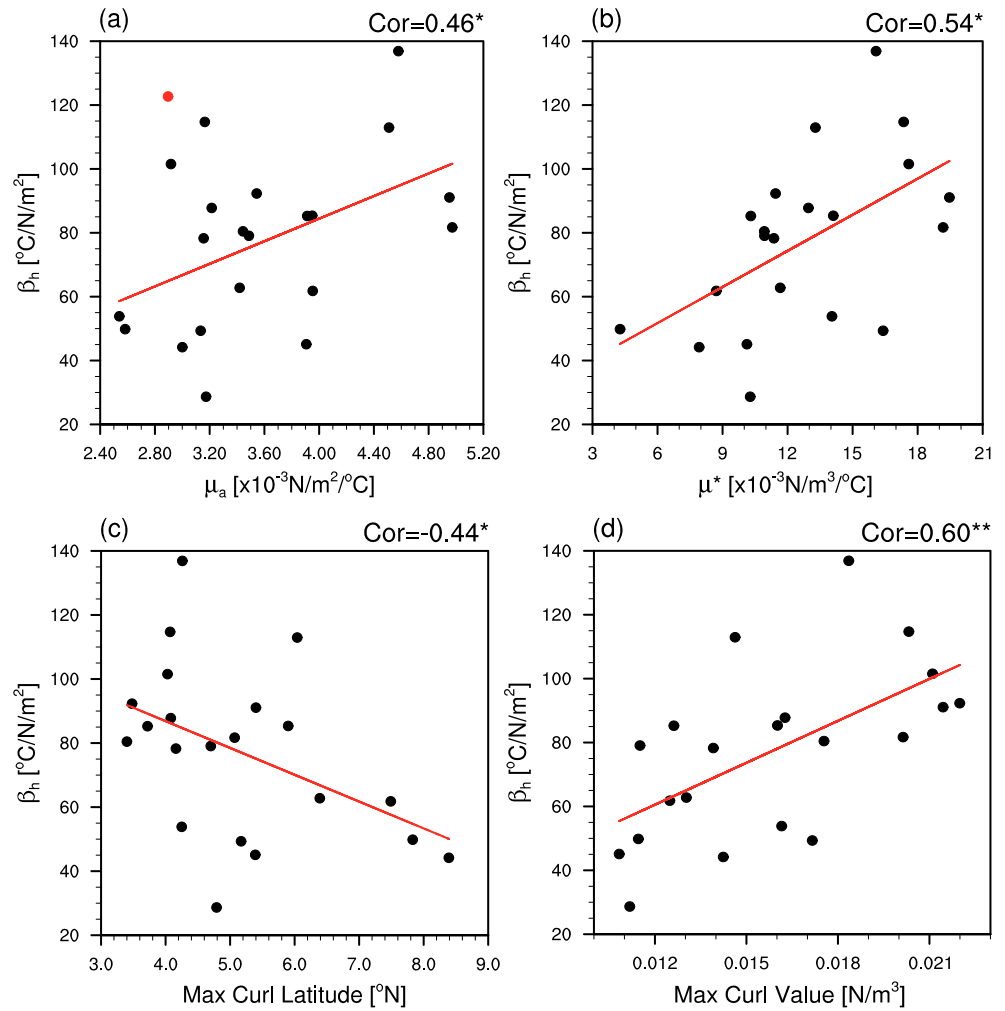 (a) Cor=0.46*
140
120
100
80
60
40
20
βh [°C/N/m²]
2.40 2.80 3.20 3.60 4.00 4.40 4.80 5.20
μa [x10⁻³N/m²/°C]
(b) Cor=0.54*
140
120
100
80
60
40
20
βh [°C/N/m²]
3 6 9 12 15 18 21
μ* [x10⁻³N/m³/°C]
(c) Cor=-0.44*
140
120
100
80
60
40
20
βh [°C/N/m²]
3.0 4.0 5.0 6.0 7.0 8.0 9.0
Max Curl Latitude [°N]
(d) Cor=0.60**
140
120
100
80
60
40
20
βh [°C/N/m²]
0.012 0.015 0.018 0.021
Max Curl Value [N/m³]